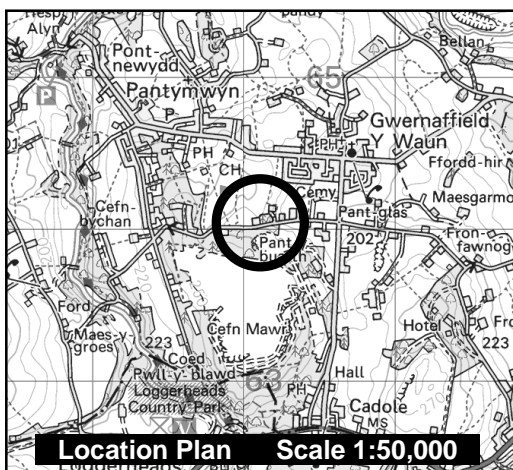 Alyn
Pont-
newydd
Bellan
65
P
Pantymwyn
Gwernaffield
Y Waun
P
PH
PH
Ffordd-hir
CH
Cemy
Maesgarmo
Cefn-
bychan
Pant-glas
Pant
202
Fron-
fawnog
Ford
Cefn Mawr
Hotel
Maes-y-
groes
223
Coed
Pwll-y-blawd
223
63
Hall
Loggerheads
Country Park
PH
Cadole
MS
Location Plan Scale 1:50,000
Loggerheads